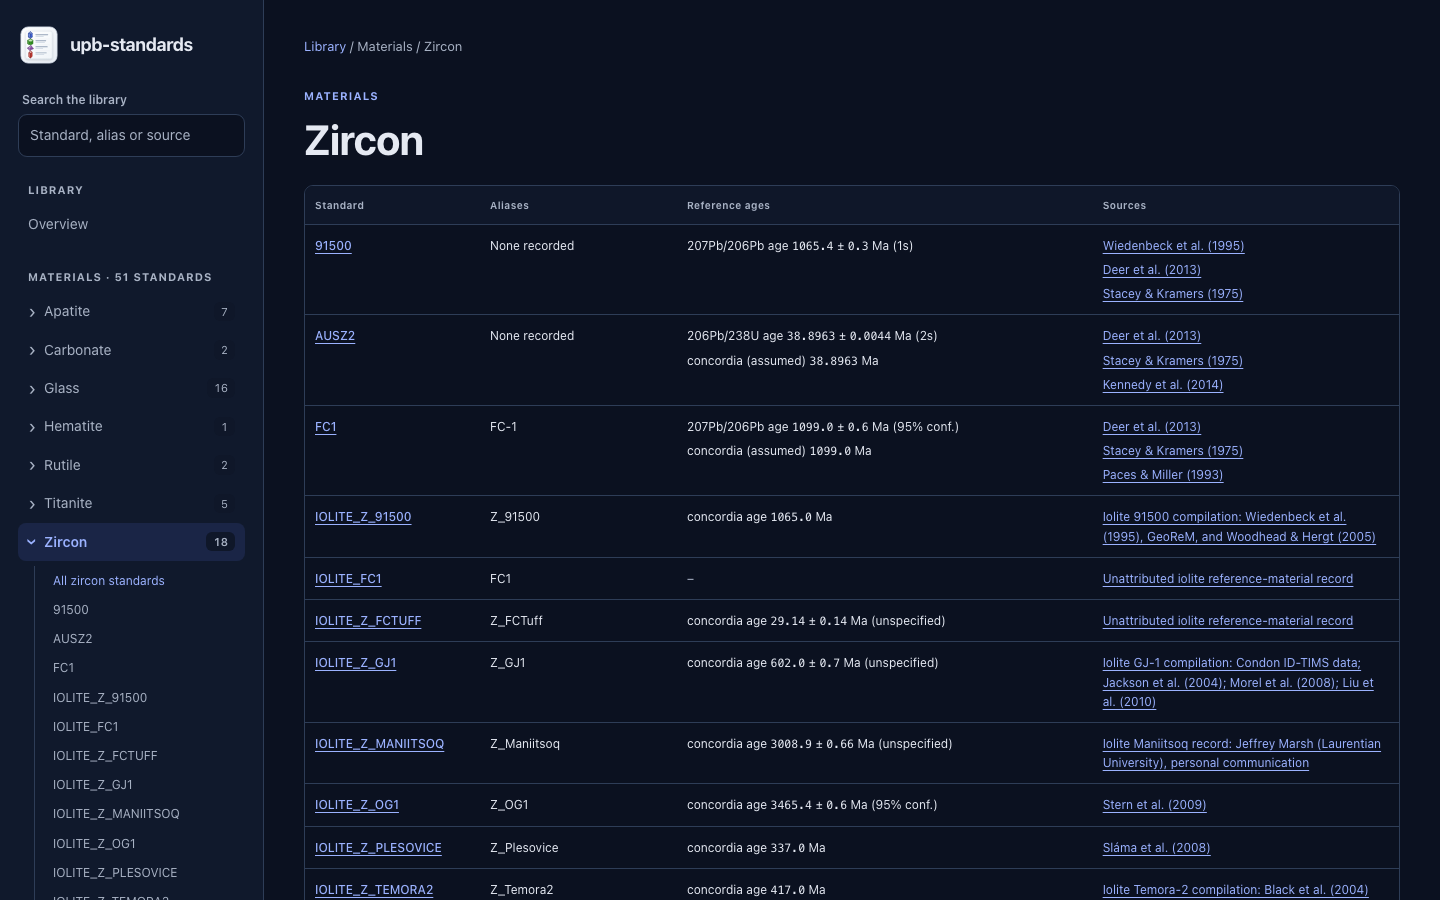 upb-standards
Search the library
Standard, alias or source
LIBRARY
Overview
MATERIALS · 51 STANDARDS
Apatite 7
Carbonate 2
Glass 16
Hematite 1
Rutile 2
Titanite 5
Zircon 18
All zircon standards
91500
AUSZ2
FC1
IOLITE_Z_91500
IOLITE_FC1
IOLITE_Z_FCTUFF
IOLITE_Z_GJ1
IOLITE_Z_MANIITSOQ
IOLITE_Z_OG1
IOLITE_Z_PLESOVICE
IOLITE_Z_TEMORA2
Library / Materials / Zircon
MATERIALS
Zircon
Standard Aliases Reference ages Sources
91500 None recorded 207Pb/206Pb age 1065.4 ± 0.3 Ma (1s) Wiedenbeck et al. (1995)
Deer et al. (2013)
Stacey & Kramers (1975)
AUSZ2 None recorded 206Pb/238U age 38.8963 ± 0.0044 Ma (2s) Deer et al. (2013)
concordia (assumed) 38.8963 Ma Stacey & Kramers (1975)
Kennedy et al. (2014)
FC1 FC-1 207Pb/206Pb age 1099.0 ± 0.6 Ma (95% conf.) Deer et al. (2013)
concordia (assumed) 1099.0 Ma Stacey & Kramers (1975)
Paces & Miller (1993)
IOLITE_Z_91500 Z_91500 concordia age 1065.0 Ma Iolite 91500 compilation: Wiedenbeck et al.
(1995), GeoReM, and Woodhead & Hergt (2005)
IOLITE_FC1 FC1 – Unattributed iolite reference-material record
IOLITE_Z_FCTUFF Z_FCTuff concordia age 29.14 ± 0.14 Ma (unspecified) Unattributed iolite reference-material record
IOLITE_Z_GJ1 Z_GJ1 concordia age 602.0 ± 0.7 Ma (unspecified) Iolite GJ-1 compilation: Condon ID-TIMS data;
Jackson et al. (2004); Morel et al. (2008); Liu et
al. (2010)
IOLITE_Z_MANIITSOQ Z_Maniitsoq concordia age 3008.9 ± 0.66 Ma (unspecified) Iolite Maniitsoq record: Jeffrey Marsh (Laurentian
University), personal communication
IOLITE_Z_OG1 Z_OG1 concordia age 3465.4 ± 0.6 Ma (95% conf.) Stern et al. (2009)
IOLITE_Z_PLESOVICE Z_Plesovice concordia age 337.0 Ma Sláma et al. (2008)
IOLITE_Z_TEMORA2 Z_Temora2 concordia age 417.0 Ma Iolite Temora-2 compilation: Black et al. (2004)